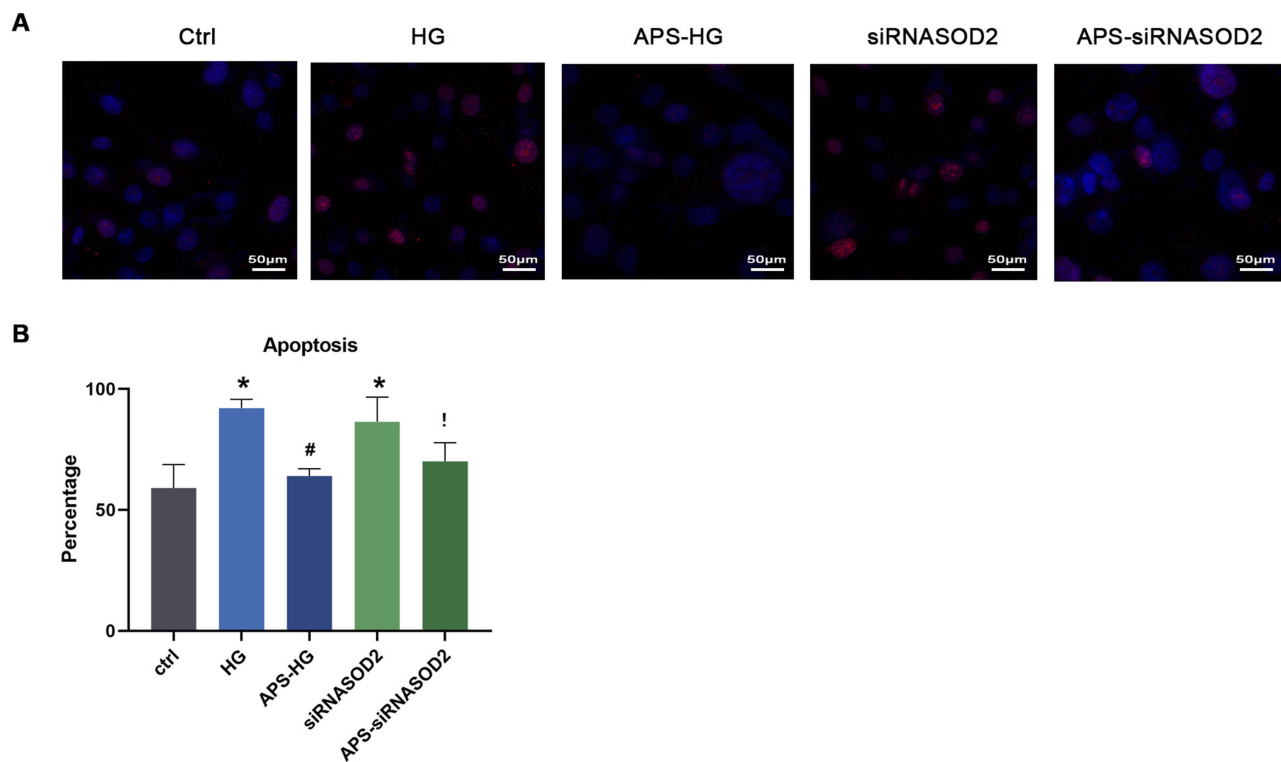 A
Ctrl HG APS-HG siRNASOD2 APS-siRNASOD2
50μm 50μm 50μm 50μm 50μm
B
Apoptosis
Percentage
100
50
0
* # * !
ctrl HG APS-HG siRNASOD2 APS-siRNASOD2